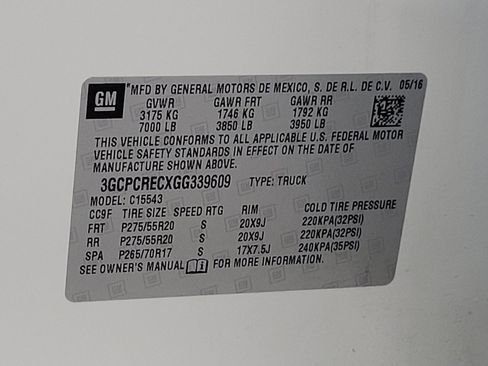 GM
"MFD BY GENERAL MOTORS DE MEXICO, S. DE R.L. DE C.V. 05/16
GVWR GAWR FRT GAWR RR
3175 KG 1746 KG 1792 KG
7000 LB 3850 LB 3950 LB
THIS VEHICLE CONFORMS TO ALL APPLICABLE U.S. FEDERAL MOTOR
VEHICLE SAFETY STANDARDS IN EFFECT ON THE DATE OF
MANUFACTURE SHOWN ABOVE.
3GCPCRECXGG339609 TYPE: TRUCK
MODEL: C15543
CC9F TIRE SIZE SPEED RTG RIM COLD TIRE PRESSURE
FRT P275/55R20 S 20X9J 220KPA(32PSI)
RR P275/55R20 S 20X9J 220KPA(32PSI)
SPA P265/70R17 S 17X7.5J 240KPA(35PSI)
SEE OWNER'S MANUAL FOR MORE INFORMATION